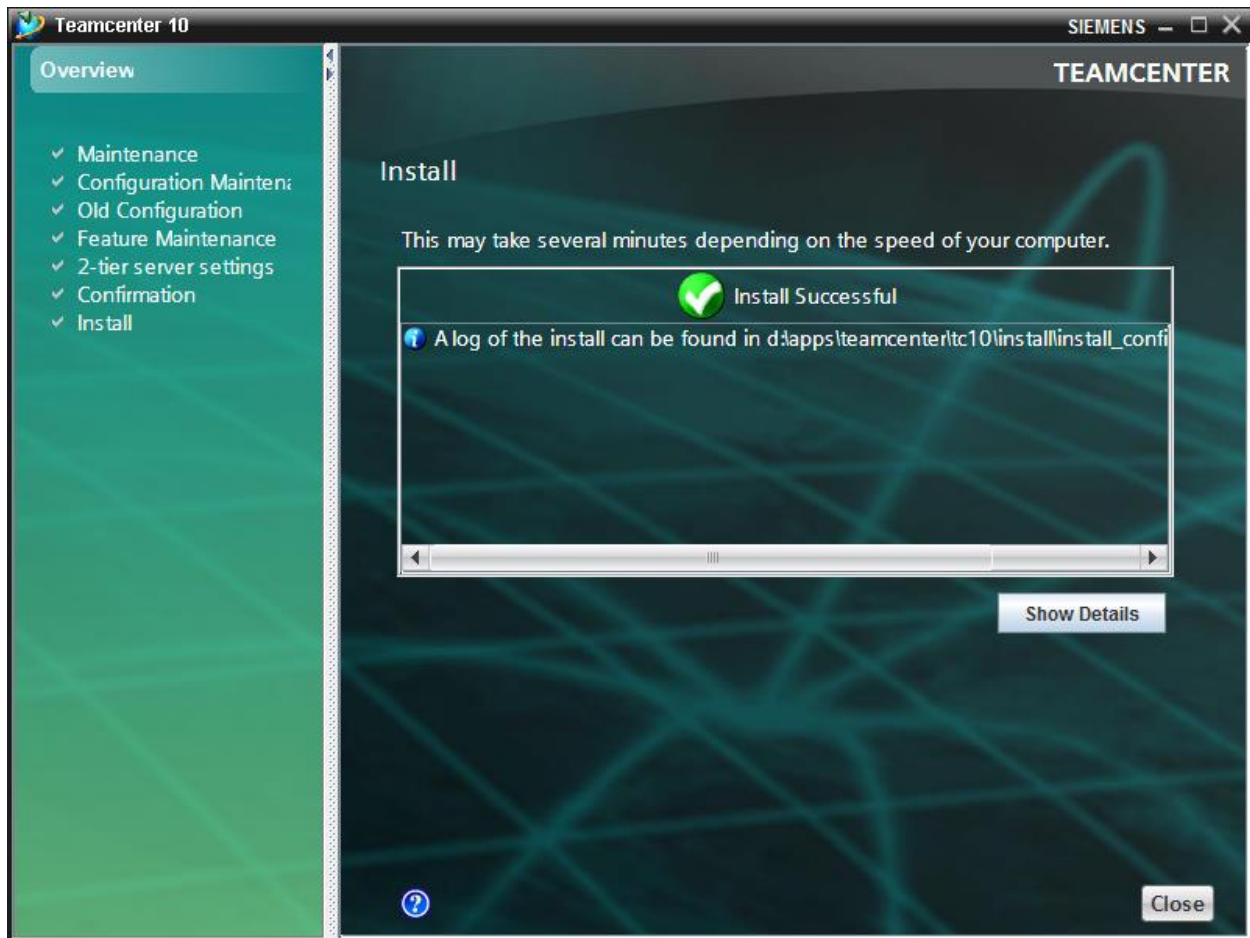 Teamcenter 10
SIEMENS
Overview
TEAMCENTER
Maintenance
Configuration Maintena
Old Configuration
Feature Maintenance
2-tier server settings
Confirmation
Install
Install
This may take several minutes depending on the speed of your computer.
Install Successful
A log of the install can be found in d:\apps\teamcenter\tc10\install\install_confi
Show Details
Close